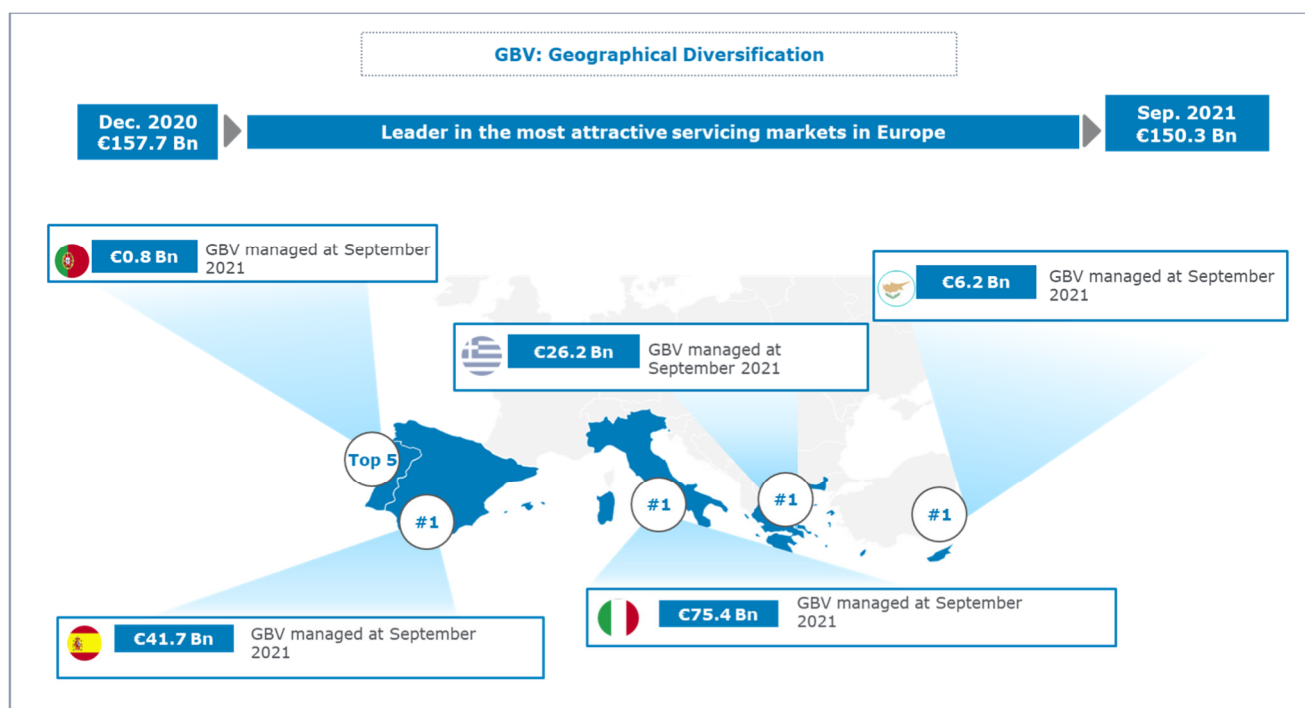 GBV: Geographical Diversification
Dec. 2020
€157.7 Bn
Leader in the most attractive servicing markets in Europe
Sep. 2021
€150.3 Bn
€0.8 Bn
GBV managed at September
2021
€6.2 Bn
GBV managed at September
2021
€26.2 Bn
GBV managed at
September 2021
Top 5
#1
#1
#1
#1
€41.7 Bn
GBV managed at September
2021
€75.4 Bn
GBV managed at September
2021